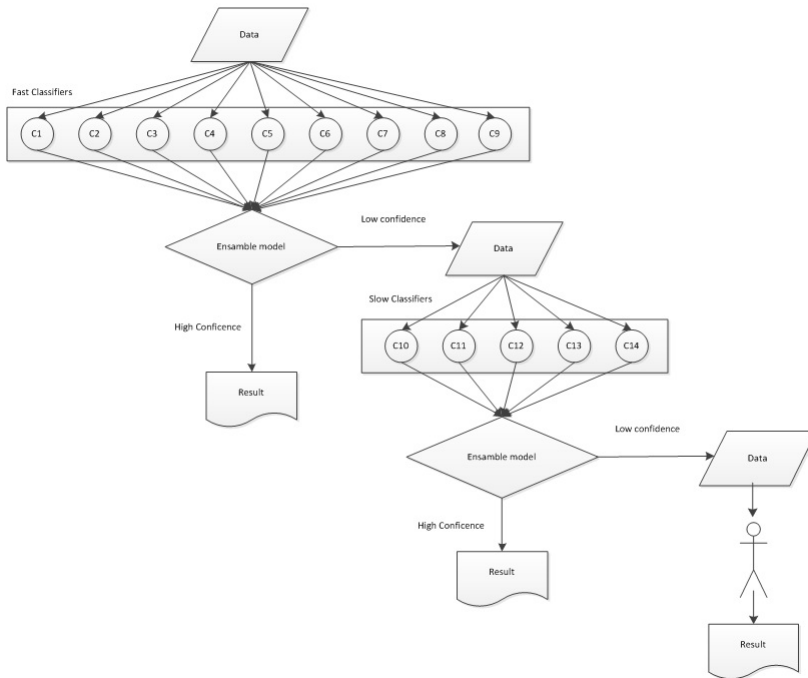 Data
Fast Classifiers
C1 C2 C3 C4 C5 C6 C7 C8 C9
Low confidence
Ensamble model
Data
High Conficence
Slow Classifiers
C10 C11 C12 C13 C14
Result
Low confidence
Ensamble model
Data
High Conficence
Result
Result